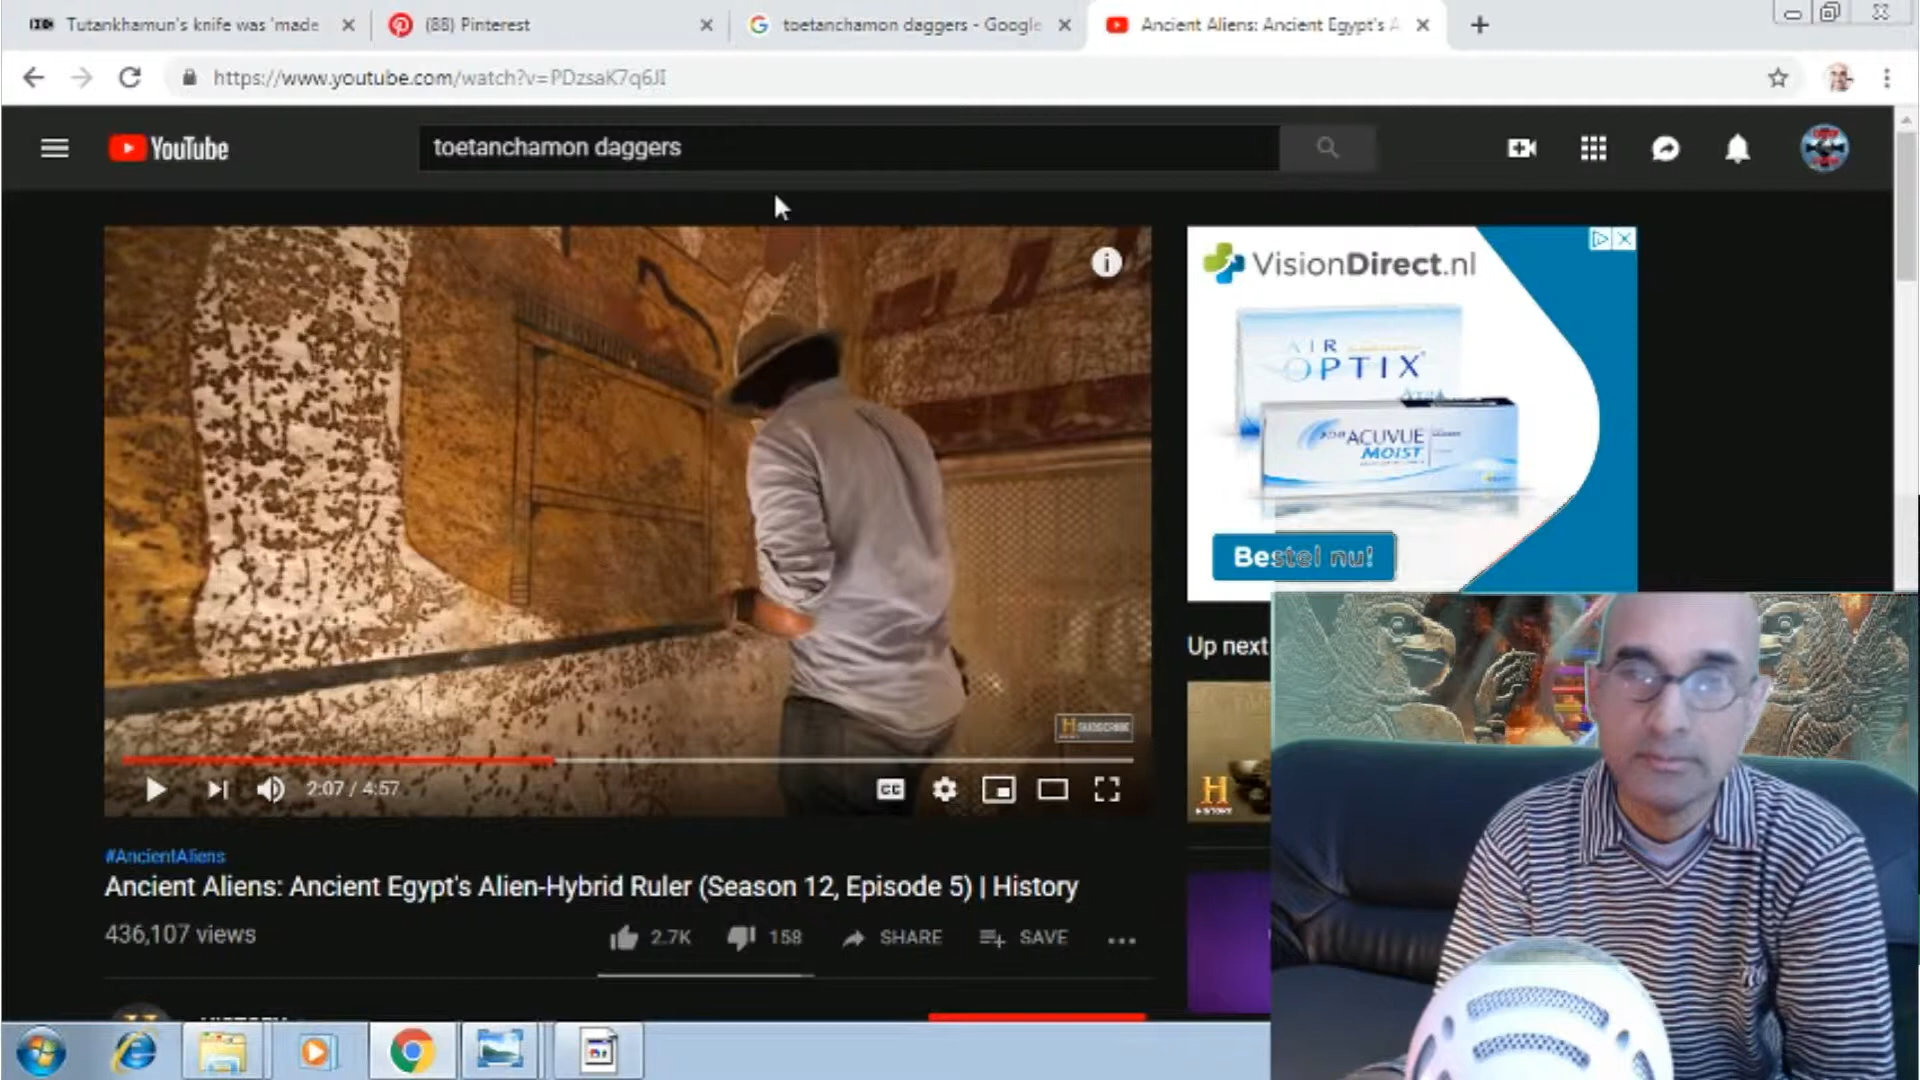 Tutankhamun's knife was 'made
(88) Pinterest
toetanchamon daggers - Google
Ancient Aliens: Ancient Egypt's A
https://www.youtube.com/watch?v=PDzsaK7q6JI
YouTube
toetanchamon daggers
i
VisionDirect.nl
AIR
OPTIX
ACUVUE
MOIST
Bestel nu!
Up next
H SUBSCRIBE
2:07 / 4:57
CC
H
HISTORY
#AncientAliens
Ancient Aliens: Ancient Egypt's Alien-Hybrid Ruler (Season 12, Episode 5) | History
436,107 views
2.7K
158
SHARE
SAVE